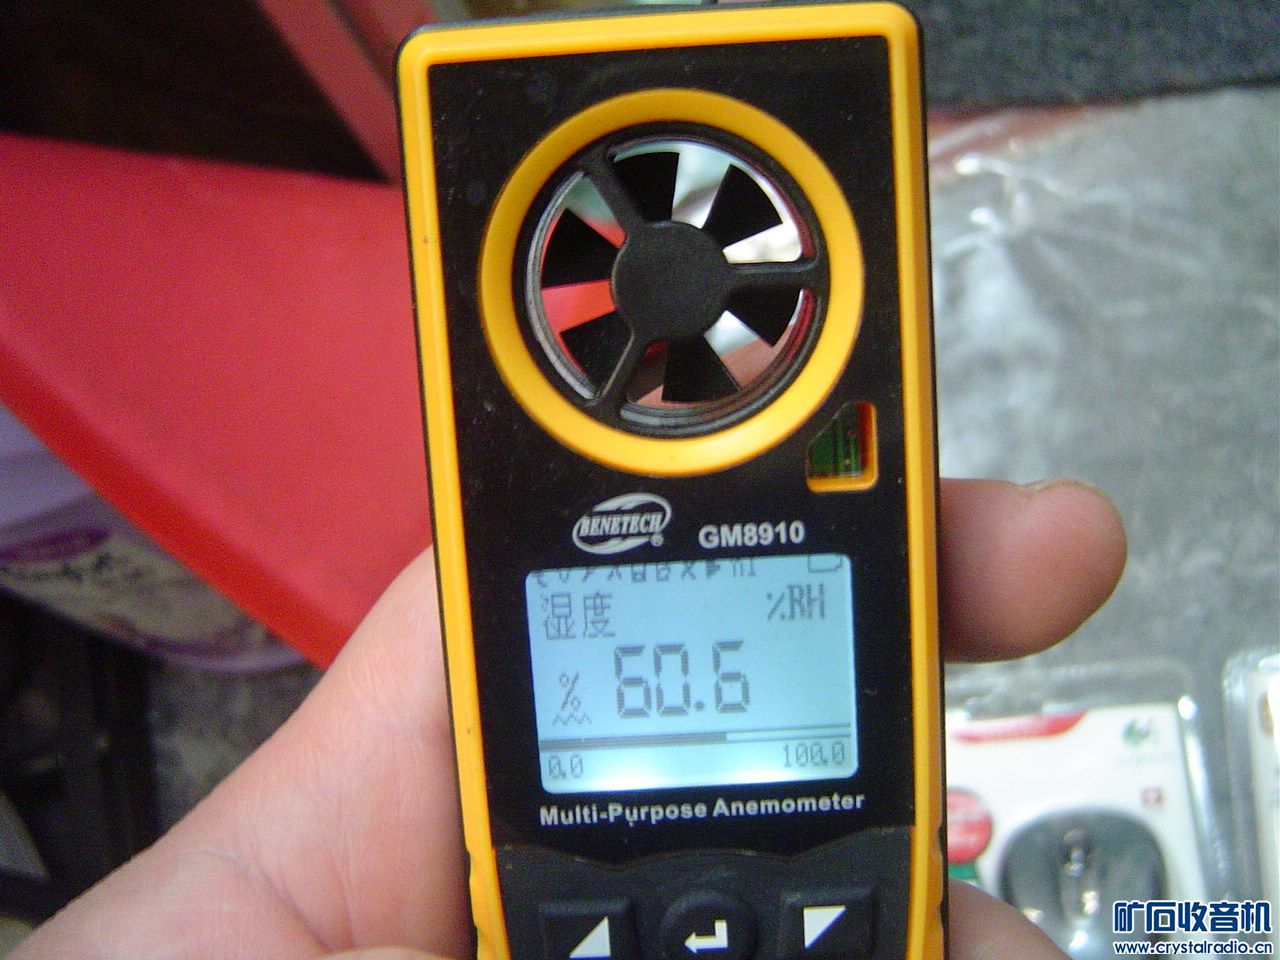 BENETECH®
GM8910
湿度 %RH
% 60.6
0.0 100.0
Multi-Purpose Anemometer
矿石收音机
www.crystalradio.cn